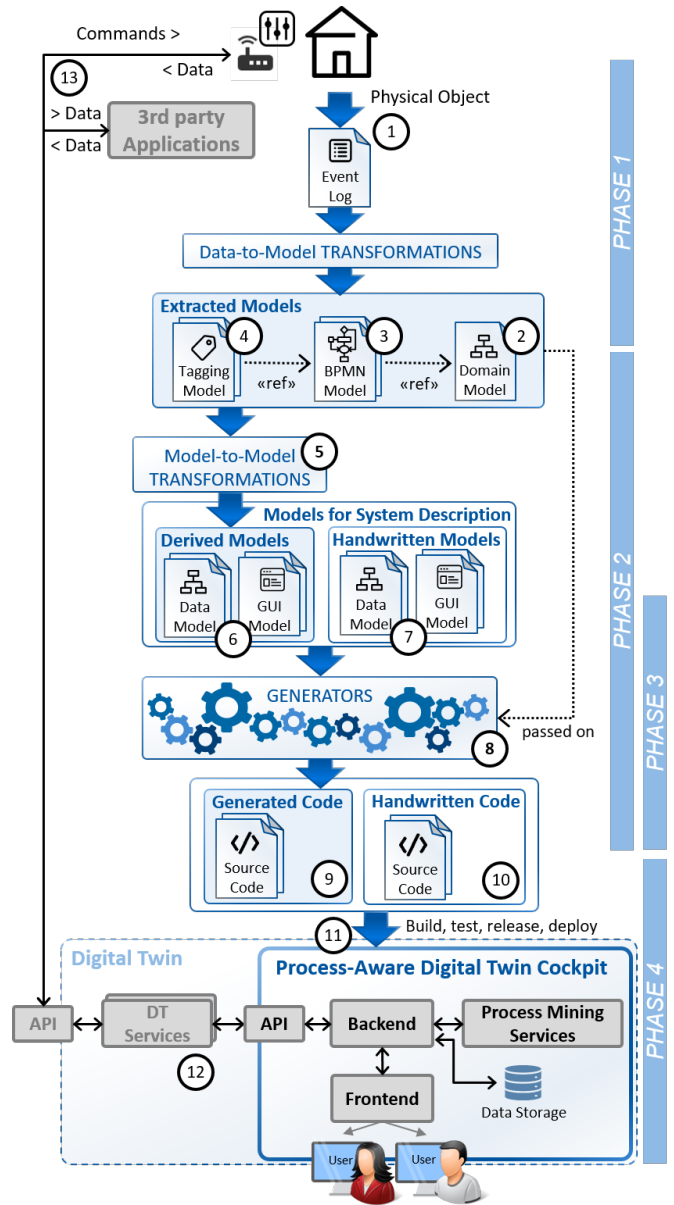 Commands >
< Data
13
> Data
< Data
3rd party
Applications
Physical Object
1
Event
Log
PHASE 1
Data-to-Model TRANSFORMATIONS
Extracted Models
4
3
2
Tagging
Model
«ref»
BPMN
Model
«ref»
Domain
Model
Model-to-Model
TRANSFORMATIONS
5
PHASE 2
Models for System Description
Derived Models
Handwritten Models
Data
Model
GUI
Model
6
Data
Model
GUI
Model
7
PHASE 3
GENERATORS
passed on
8
Generated Code
Handwritten Code
Source
Code
9
Source
Code
10
11
Build, test, release, deploy
PHASE 4
Digital Twin
Process-Aware Digital Twin Cockpit
API
DT
Services
API
Backend
Process Mining
Services
12
Frontend
Data Storage
User
User